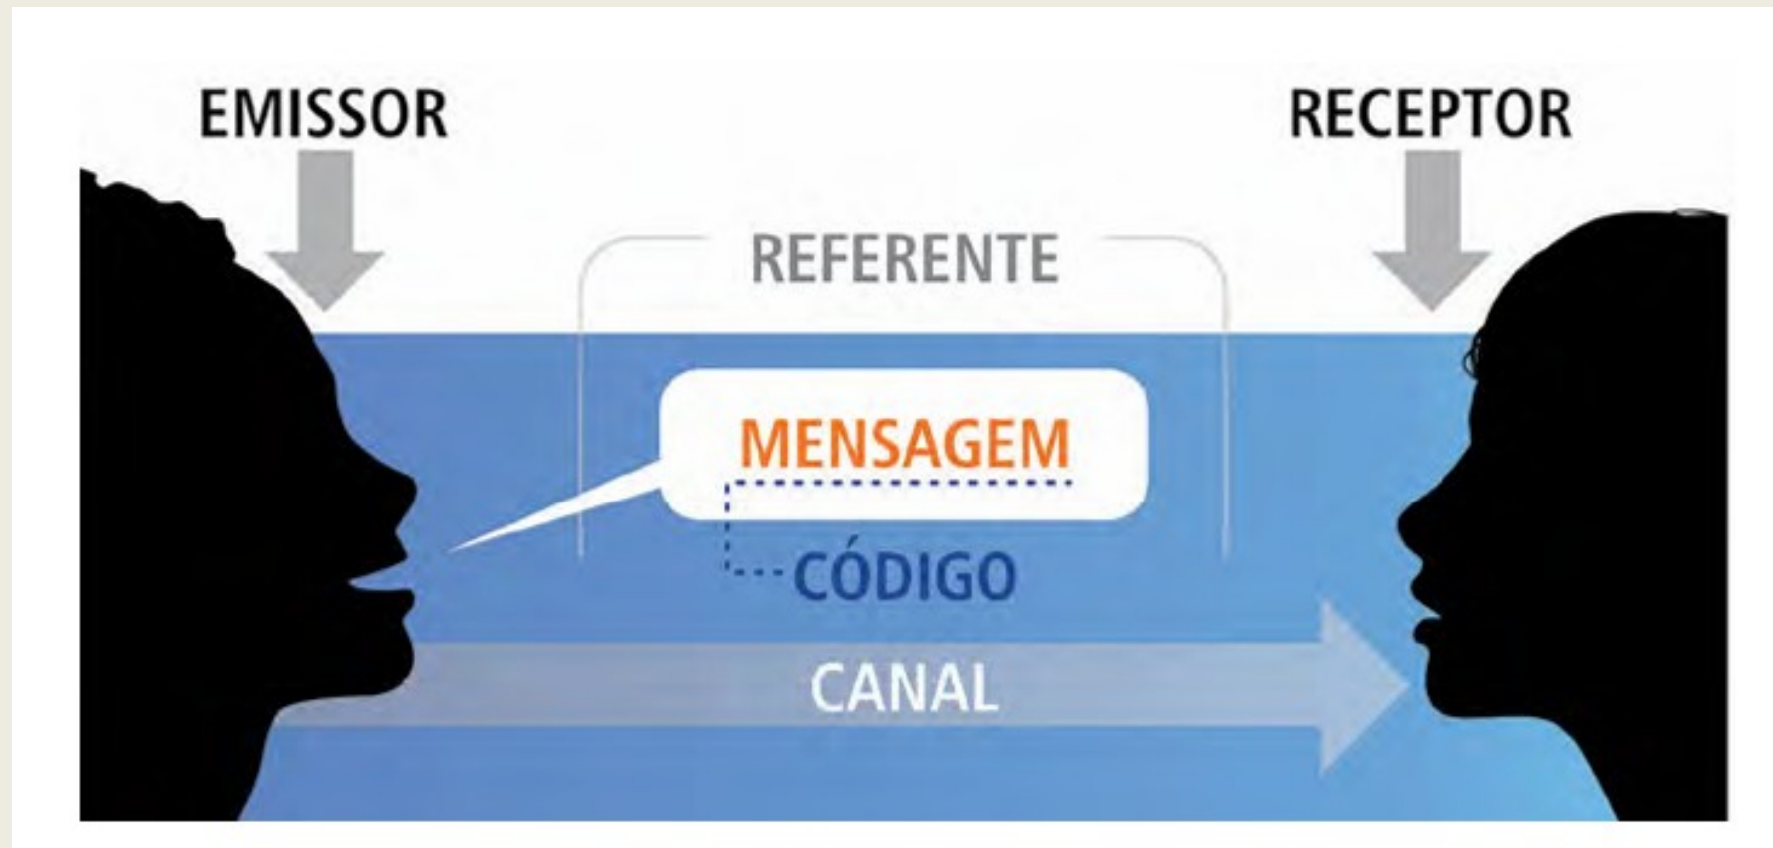 EMISSOR
RECEPTOR
REFERENTE
MENSAGEM
CÓDIGO
CANAL